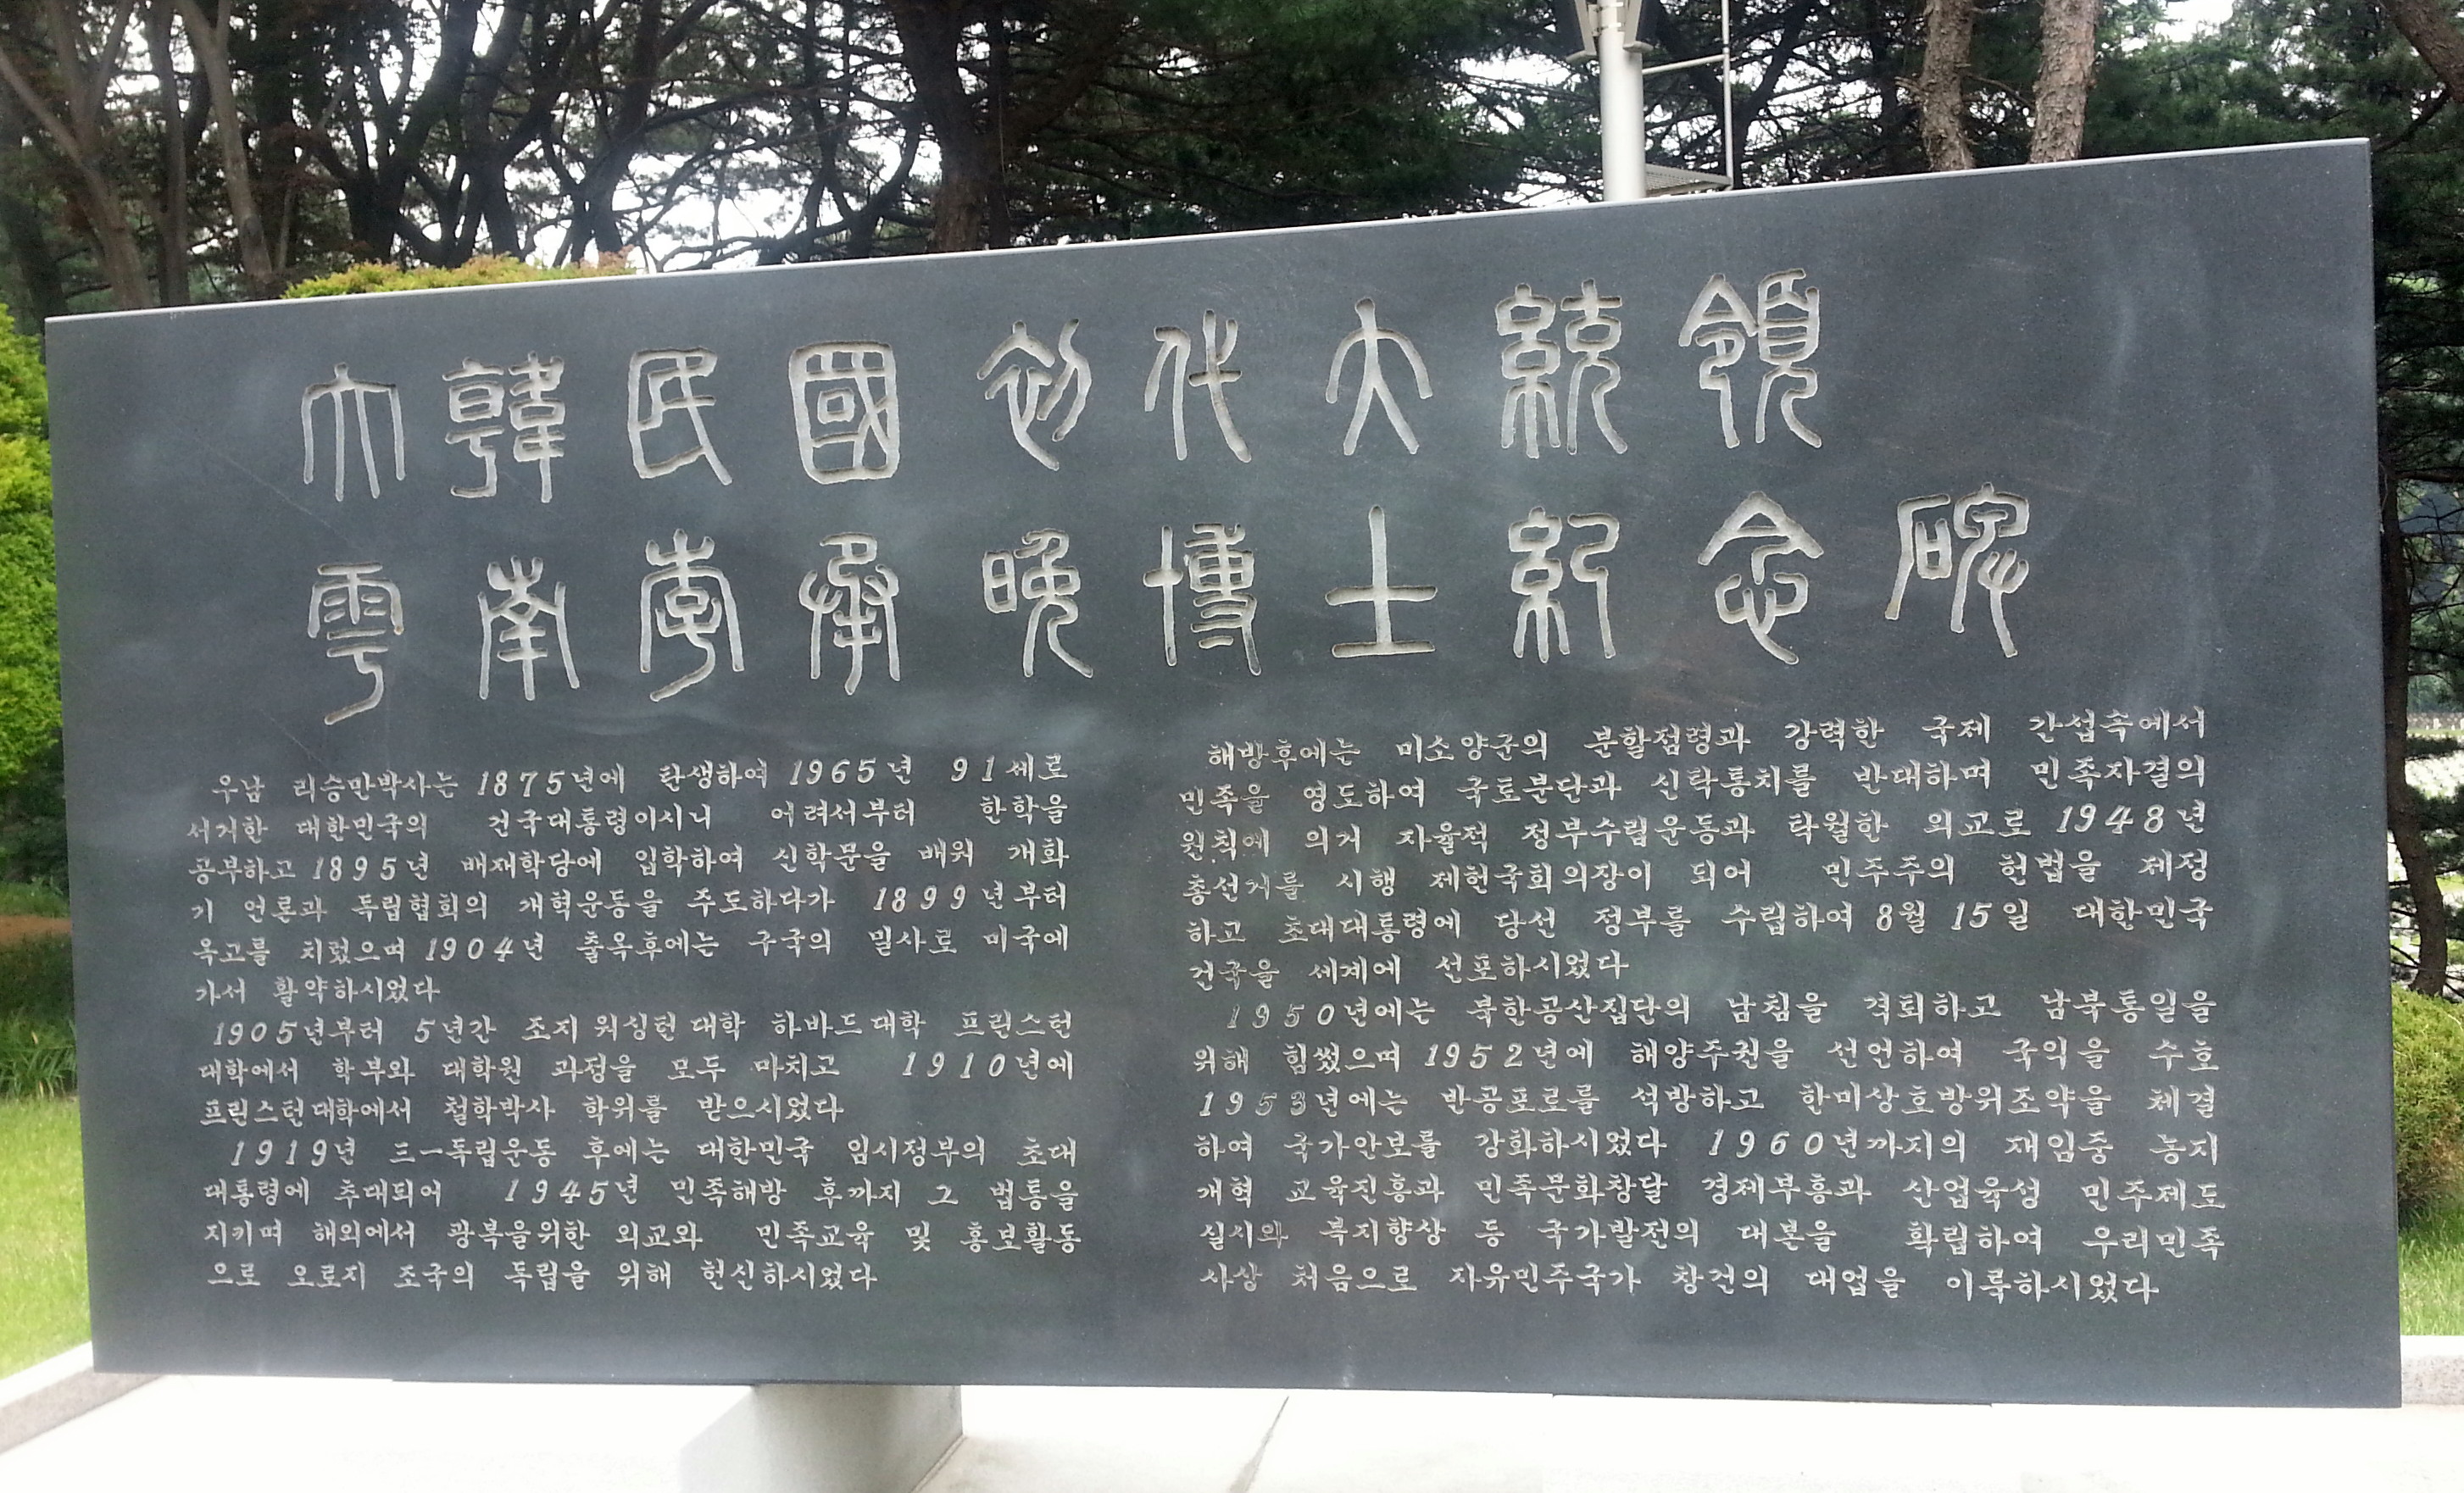 大韓民國初代大統領
雩南李承晩博士紀念碑
우남 리승만박사는 1875년에 탄생하여 1965년 91세로
서거한 대한민국의 건국대통령이시니 어려서부터 한학을
공부하고 1895년 배재학당에 입학하여 신학문을 배워 개화
기 언론과 독립협회의 개혁운동을 주도하다가 1899년부터
옥고를 치렀으며 1904년 출옥후에는 구국의 밀사로 미국에
가서 활약하시었다
1905년부터 5년간 조지 워싱턴대학 하바드대학 프린스턴
대학에서 학부와 대학원 과정을 모두 마치고 1910년에
프린스턴대학에서 철학박사 학위를 받으시었다
1919년 三一독립운동 후에는 대한민국 임시정부의 초대
대통령에 추대되어 1945년 민족해방 후까지 그 법통을
지키며 해외에서 광복을위한 외교와 민족교육 및 홍보활동
으로 오로지 조국의 독립을 위해 헌신하시었다
해방후에는 미소양군의 분할점령과 강력한 국제 간섭속에서
민족을 영도하여 국토분단과 신탁통치를 반대하며 민족자결의
원칙에 의거 자율적 정부수립운동과 탁월한 외교로 1948년
총선거를 시행 제헌국회의장이 되어 민주주의 헌법을 제정
하고 초대대통령에 당선 정부를 수립하여 8월 15일 대한민국
건국을 세계에 선포하시었다
1950년에는 북한공산집단의 남침을 격퇴하고 남북통일을
위해 힘썼으며 1952년에 해양주권을 선언하여 국익을 수호
1953년에는 반공포로를 석방하고 한미상호방위조약을 체결
하여 국가안보를 강화하시었다 1960년까지의 재임중 농지
개혁 교육진흥과 민족문화창달 경제부흥과 산업육성 민주제도
실시와 복지향상 등 국가발전의 대본을 확립하여 우리민족
사상 처음으로 자유민주국가 창건의 대업을 이룩하시었다